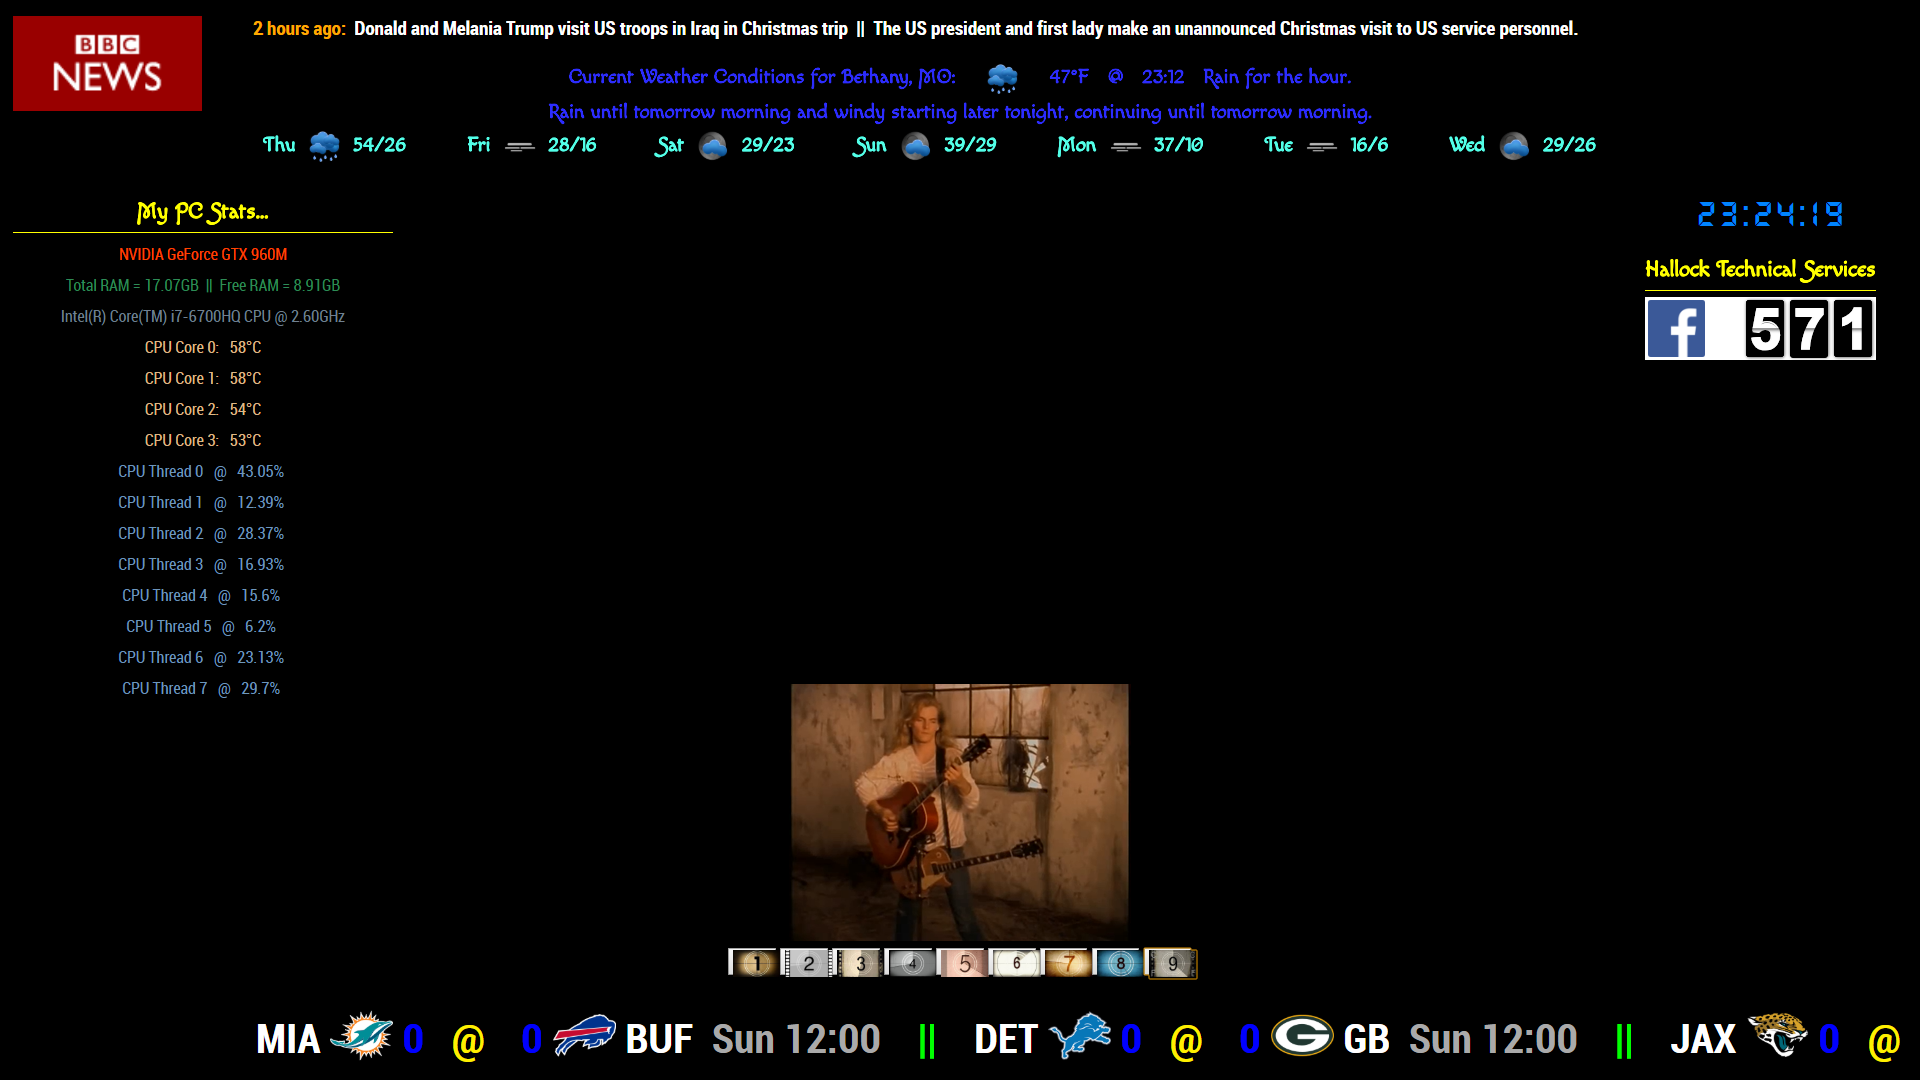 BBC
NEWS
2 hours ago: Donald and Melania Trump visit US troops in Iraq in Christmas trip || The US president and first lady make an unannounced Christmas visit to US service personnel.
Current Weather Conditions for Bethany, MO: 47°F @ 23:12 Rain for the hour.
Rain until tomorrow morning and windy starting later tonight, continuing until tomorrow morning.
Thu 54/26 Fri 28/16 Sat 29/23 Sun 39/29 Mon 37/10 Tue 16/6 Wed 29/26
My PC Stats...
NVIDIA GeForce GTX 960M
Total RAM = 17.07GB || Free RAM = 8.91GB
Intel(R) Core(TM) i7-6700HQ CPU @ 2.60GHz
CPU Core 0: 58°C
CPU Core 1: 58°C
CPU Core 2: 54°C
CPU Core 3: 53°C
CPU Thread 0 @ 43.05%
CPU Thread 1 @ 12.39%
CPU Thread 2 @ 28.37%
CPU Thread 3 @ 16.93%
CPU Thread 4 @ 15.6%
CPU Thread 5 @ 6.2%
CPU Thread 6 @ 23.13%
CPU Thread 7 @ 29.7%
23:24:19
Hallock Technical Services
f 571
1 2 3 4 5 6 7 8 9
MIA 0 @ 0 BUF Sun 12:00 || DET 0 @ 0 G GB Sun 12:00 || JAX 0 @